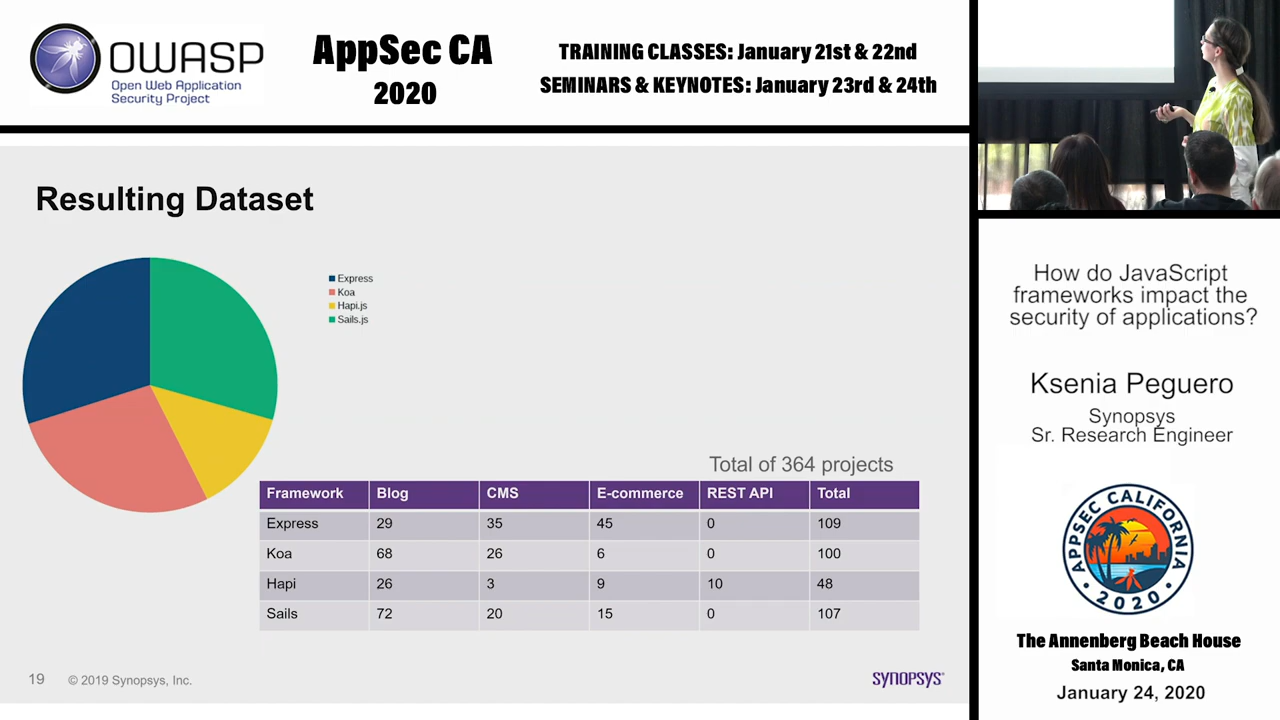 OWASP
Open Web Application
Security Project
AppSec CA
2020
TRAINING CLASSES: January 21st & 22nd
SEMINARS & KEYNOTES: January 23rd & 24th
Resulting Dataset
Express
Koa
Hapi.js
Sails.js
Total of 364 projects
Framework Blog CMS E-commerce REST API Total
Express 29 35 45 0 109
Koa 68 26 6 0 100
Hapi 26 3 9 10 48
Sails 72 20 15 0 107
19 © 2019 Synopsys, Inc.
SYNOPSYS®
How do JavaScript
frameworks impact the
security of applications?
Ksenia Peguero
Synopsys
Sr. Research Engineer
APPSEC CALIFORNIA
• 2020 •
The Annenberg Beach House
Santa Monica, CA
January 24, 2020